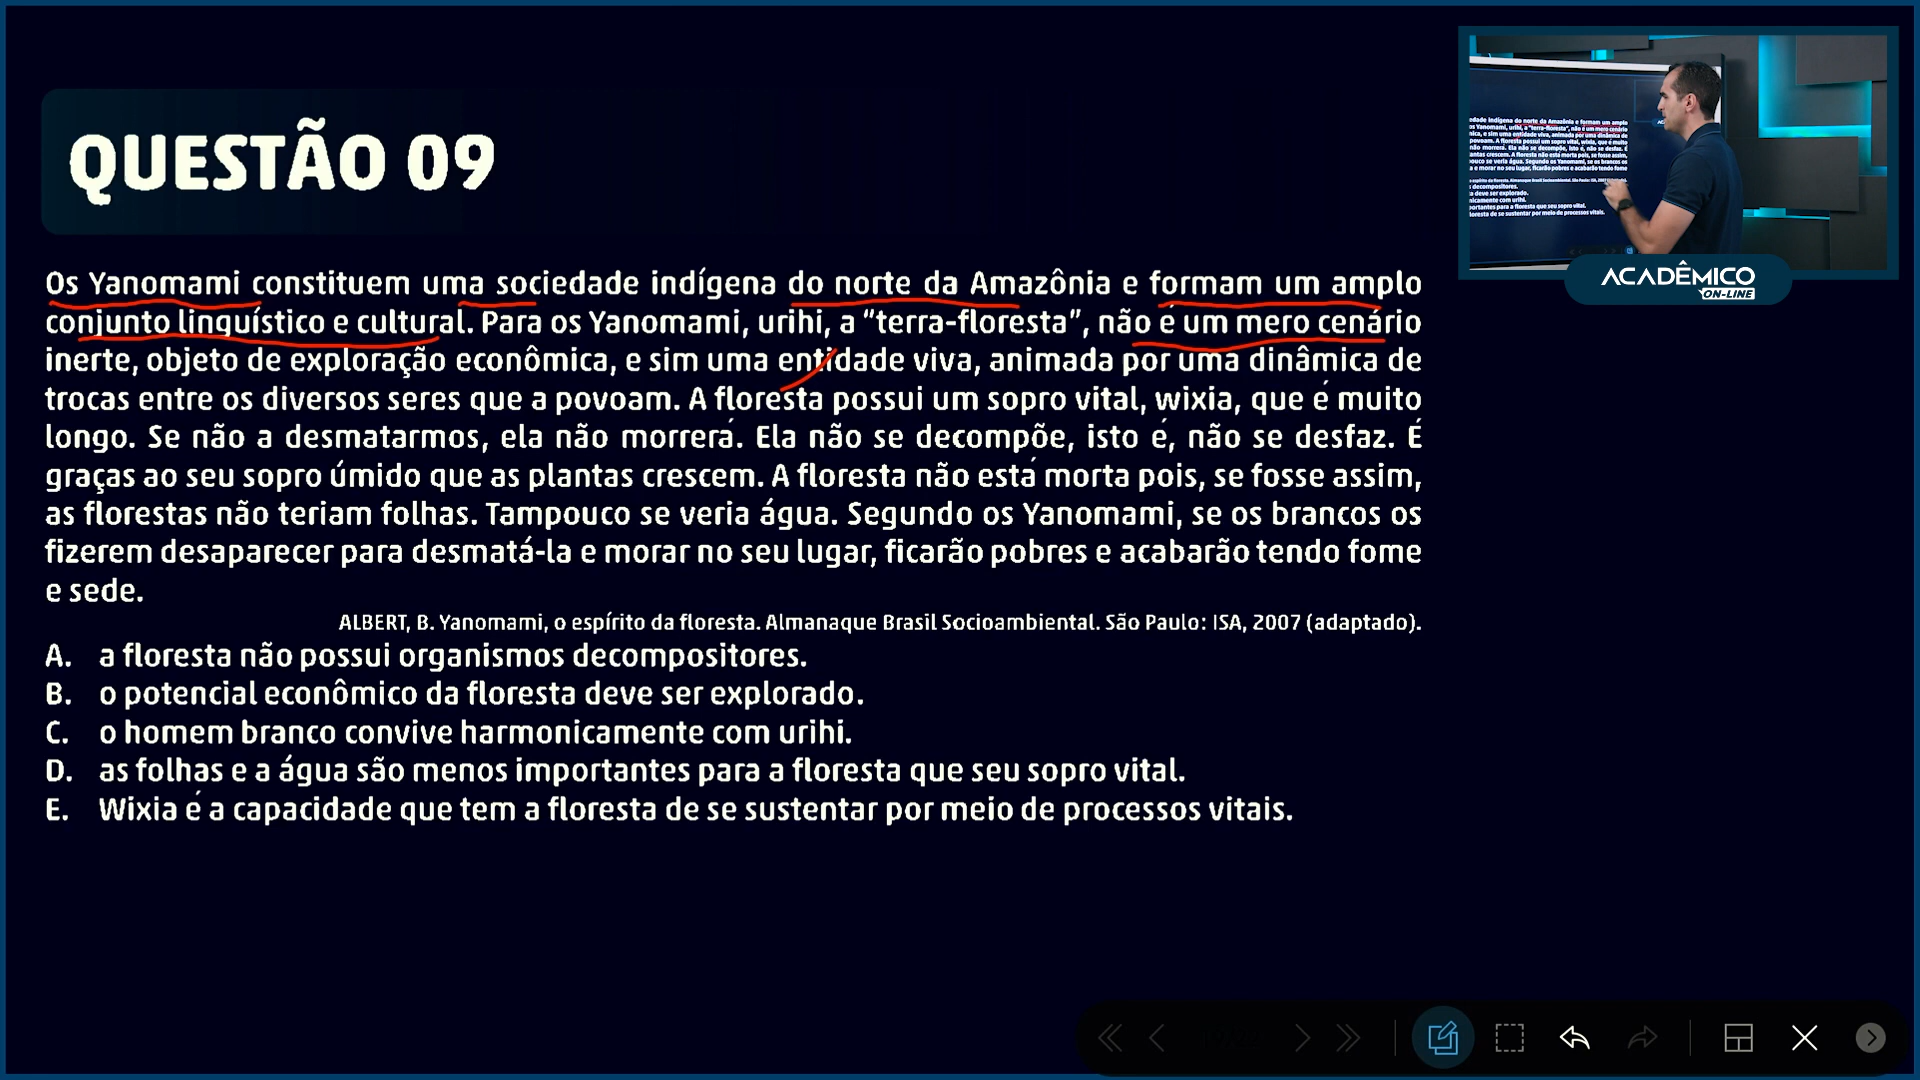 QUESTÃO 09
Os Yanomami constituem uma sociedade indígena do norte da Amazônia e formam um amplo
conjunto linguístico e cultural. Para os Yanomami, urihi, a “terra-floresta”, não é um mero cenário
inerte, objeto de exploração econômica, e sim uma entidade viva, animada por uma dinâmica de
trocas entre os diversos seres que a povoam. A floresta possui um sopro vital, wixia, que é muito
longo. Se não a desmatarmos, ela não morrerá. Ela não se decompõe, isto é, não se desfaz. É
graças ao seu sopro úmido que as plantas crescem. A floresta não está morta pois, se fosse assim,
as florestas não teriam folhas. Tampouco se veria água. Segundo os Yanomami, se os brancos os
fizerem desaparecer para desmatá-la e morar no seu lugar, ficarão pobres e acabarão tendo fome
e sede.
ALBERT, B. Yanomami, o espírito da floresta. Almanaque Brasil Socioambiental. São Paulo: ISA, 2007 (adaptado).
A. a floresta não possui organismos decompositores.
B. o potencial econômico da floresta deve ser explorado.
C. o homem branco convive harmonicamente com urihi.
D. as folhas e a água são menos importantes para a floresta que seu sopro vital.
E. Wixia é a capacidade que tem a floresta de se sustentar por meio de processos vitais.
ACADÊMICO
ON-LINE